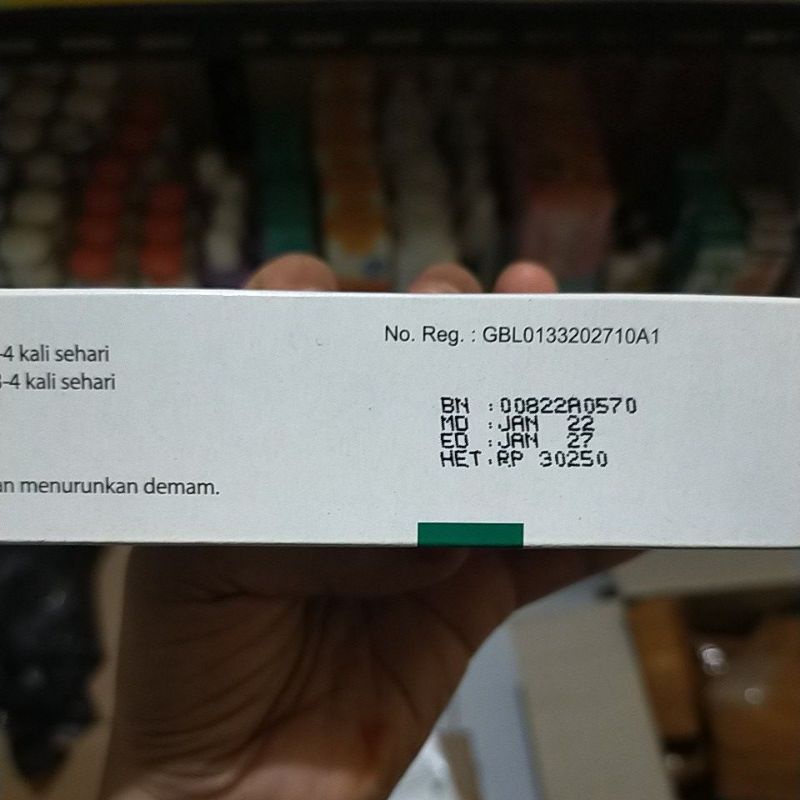 -4 kali sehari
-4 kali sehari
an menurunkan demam.
No. Reg. : GBL0133202710A1
BN : 00822A0570
MD : JAN 22
ED : JAN 27
HET : RP 30250